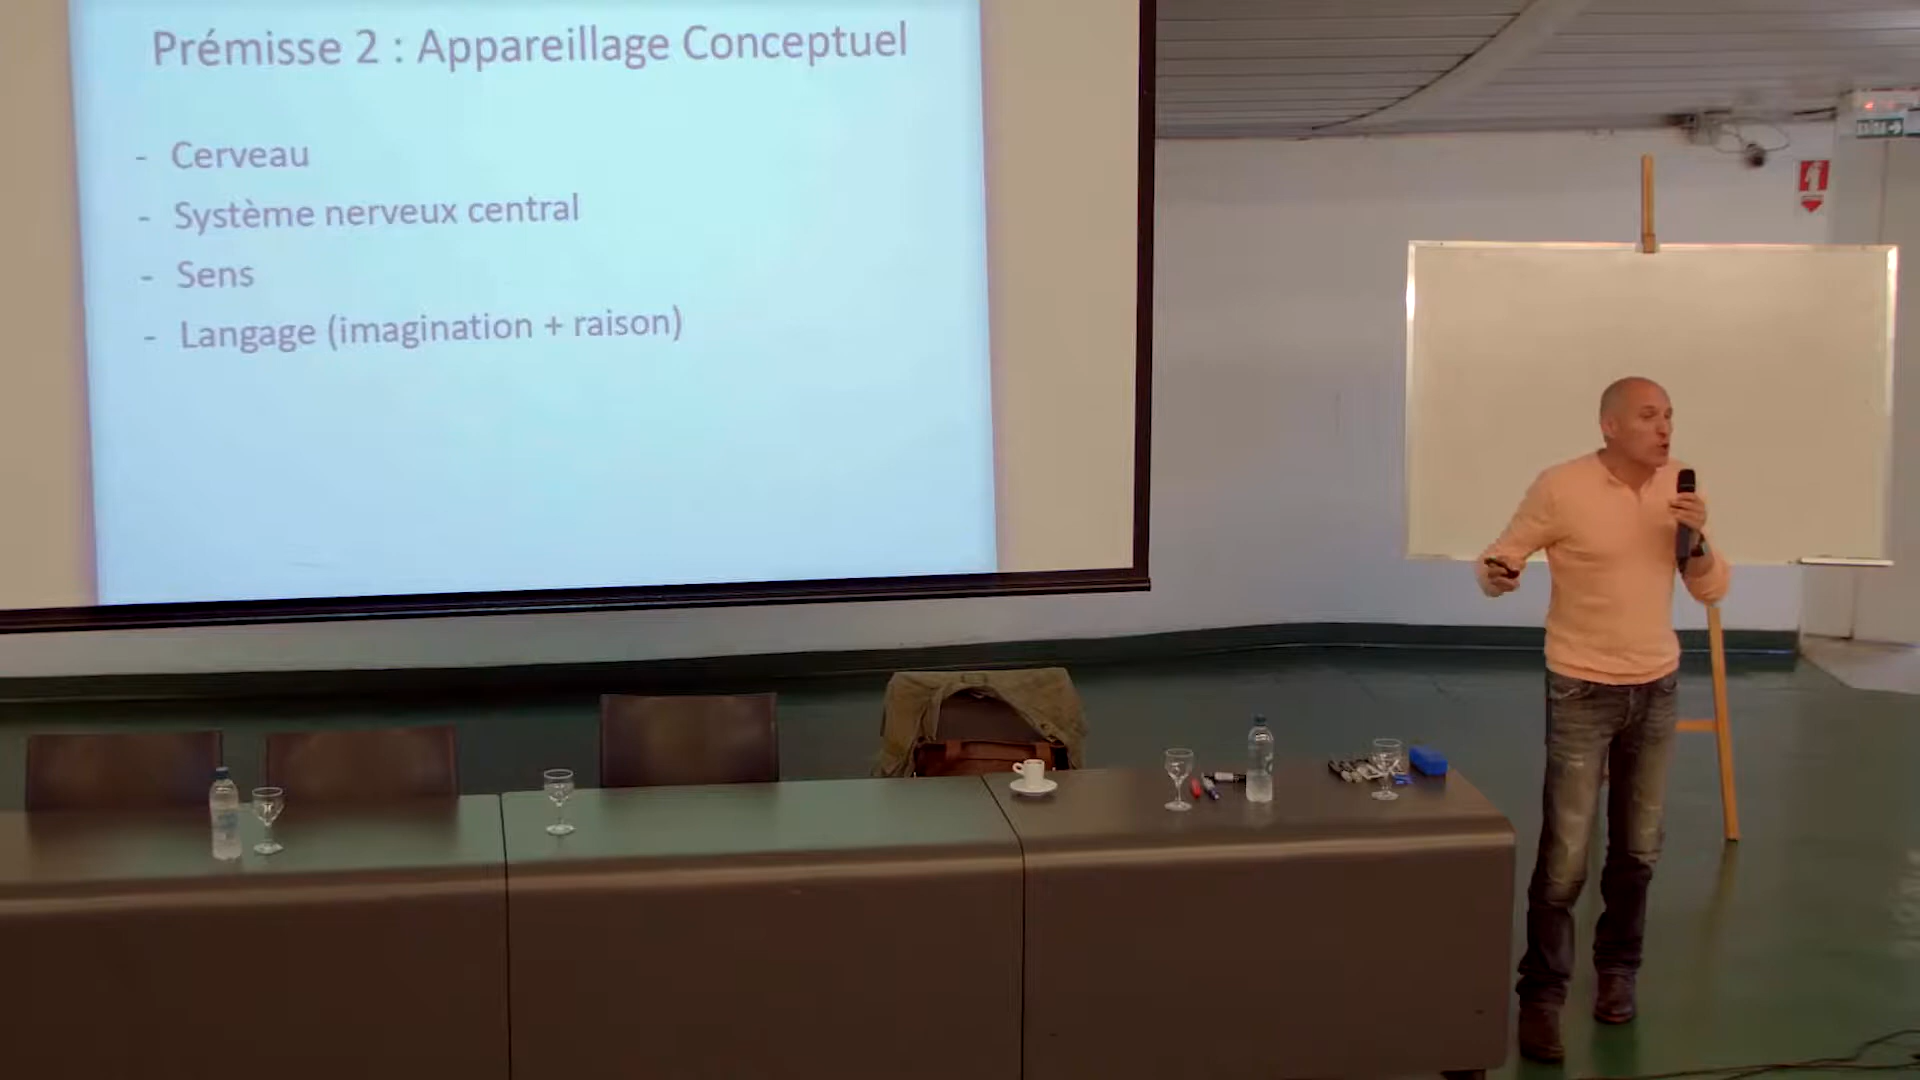 Prémisse 2 : Appareillage Conceptuel
- Cerveau
- Système nerveux central
- Sens
- Langage (imagination + raison)